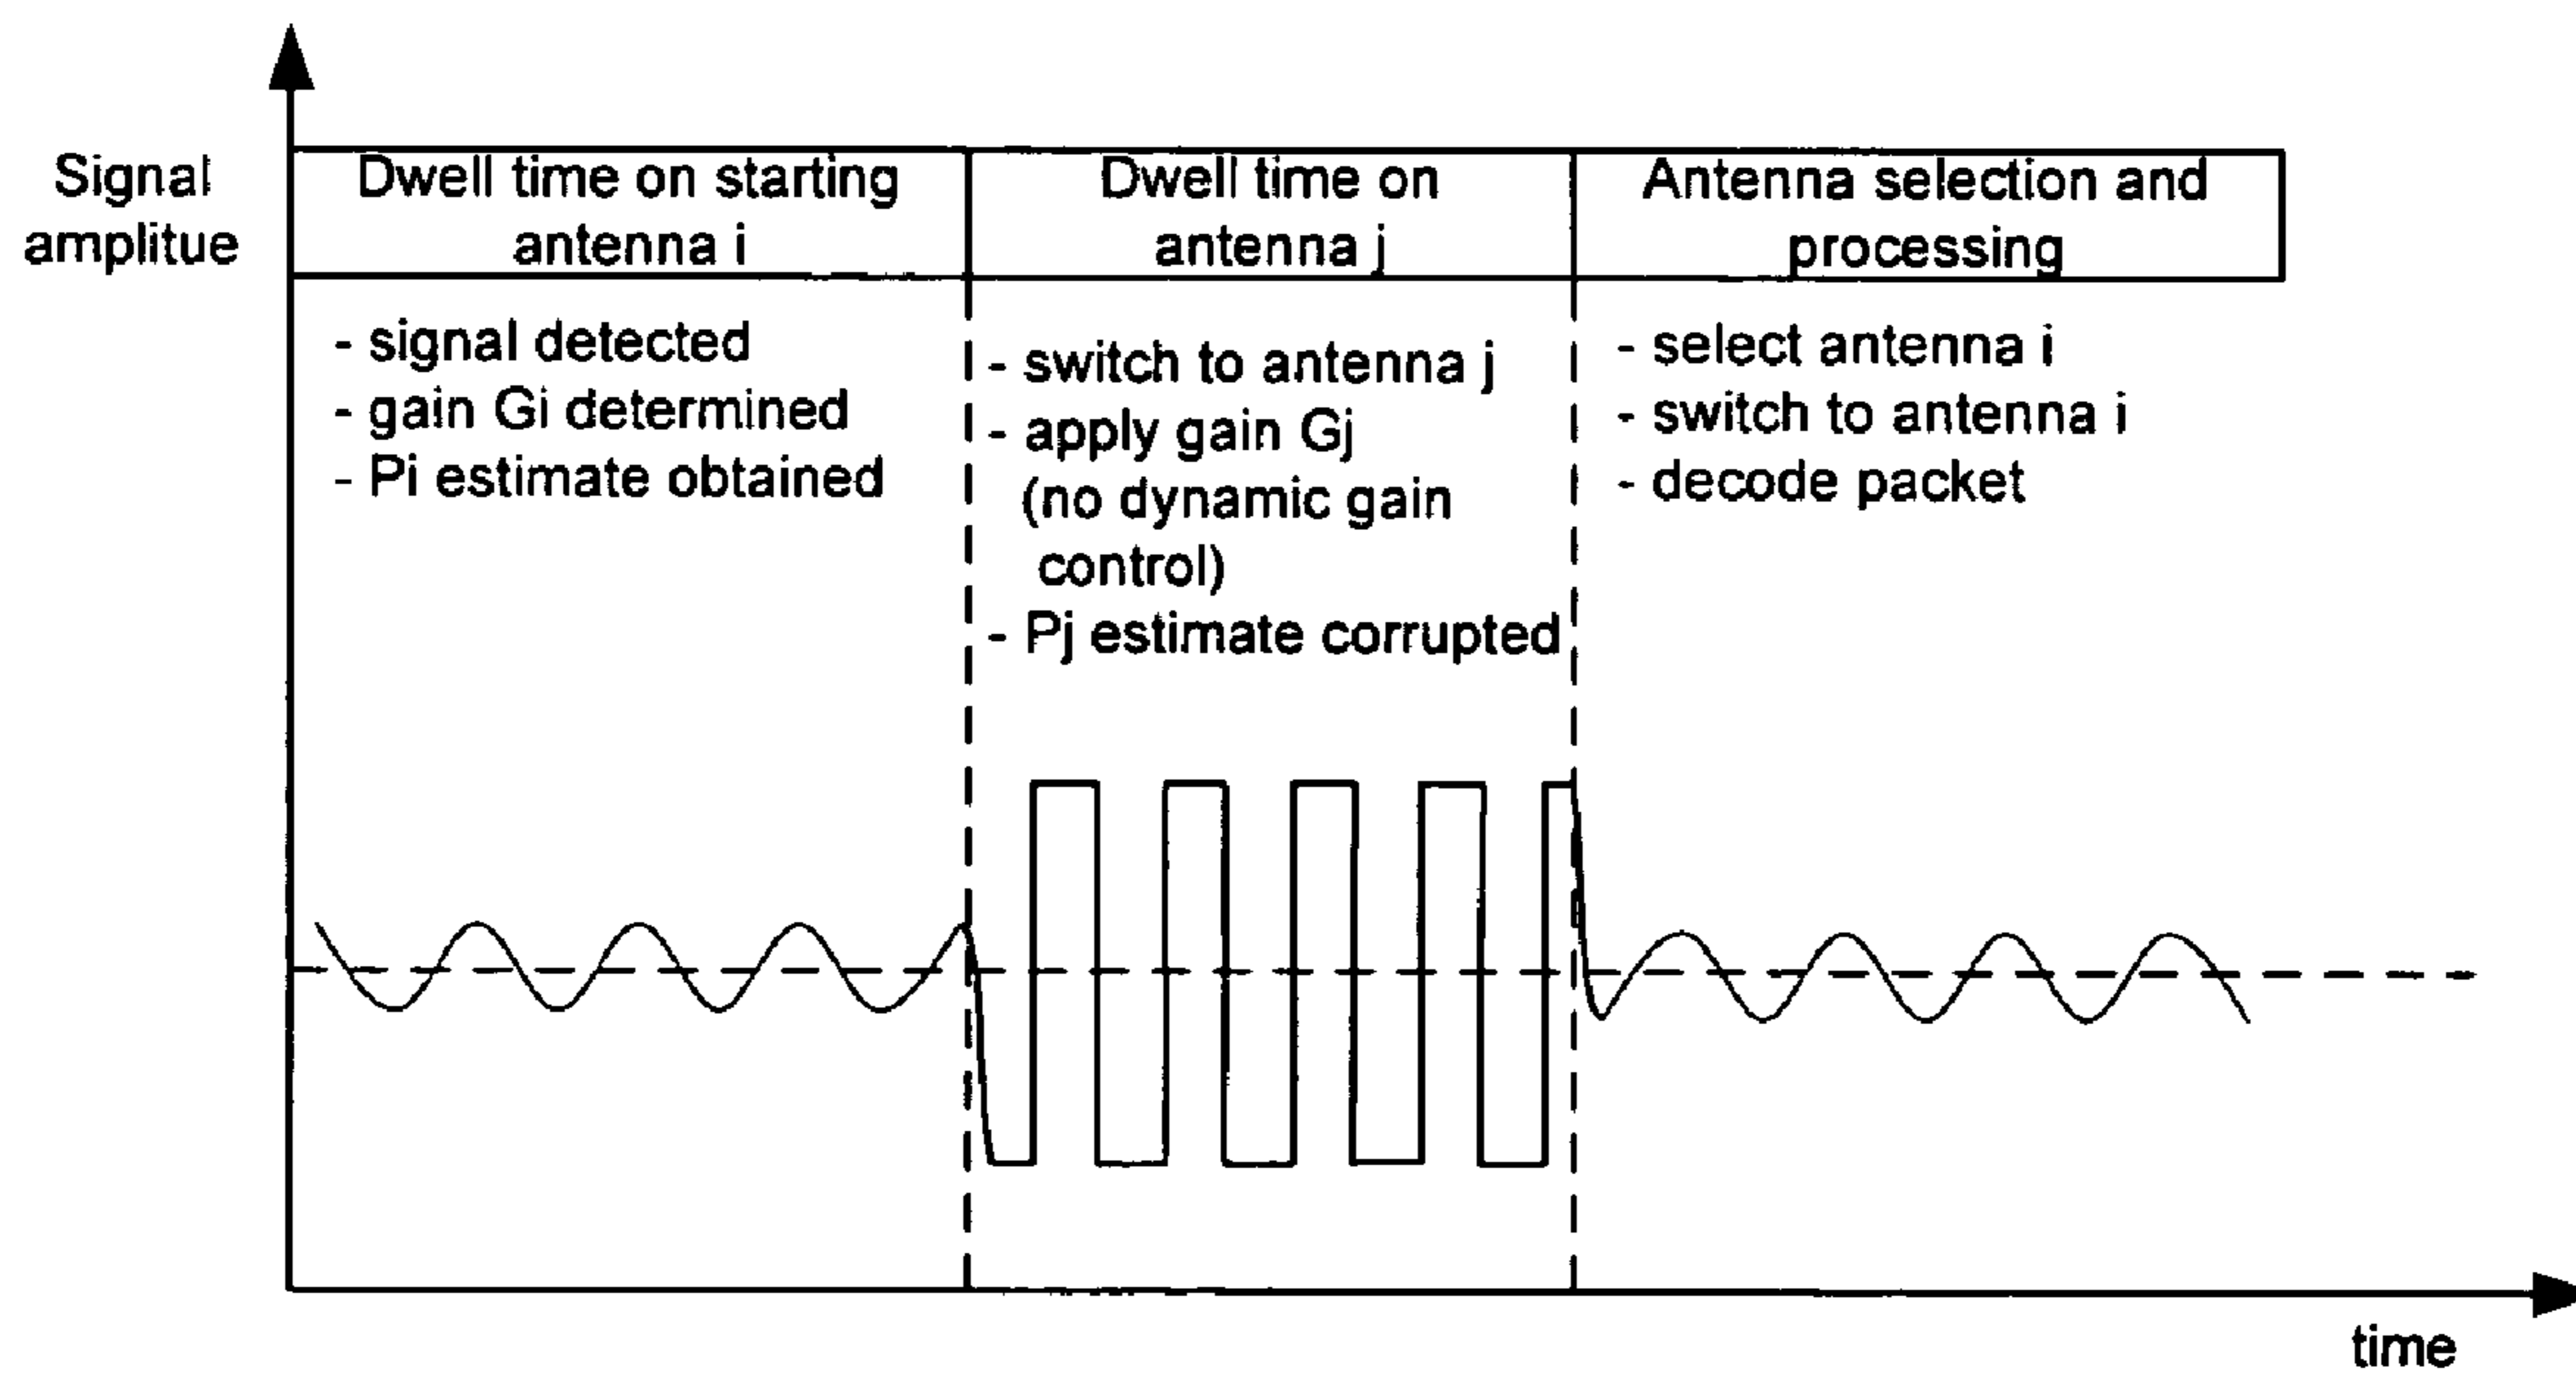 Signal
amplitue
Dwell time on starting
antenna i
Dwell time on
antenna j
Antenna selection and
processing
- signal detected
- gain Gi determined
- Pi estimate obtained
- switch to antenna j
- apply gain Gj
(no dynamic gain
control)
- Pj estimate corrupted
- select antenna i
- switch to antenna i
- decode packet
time